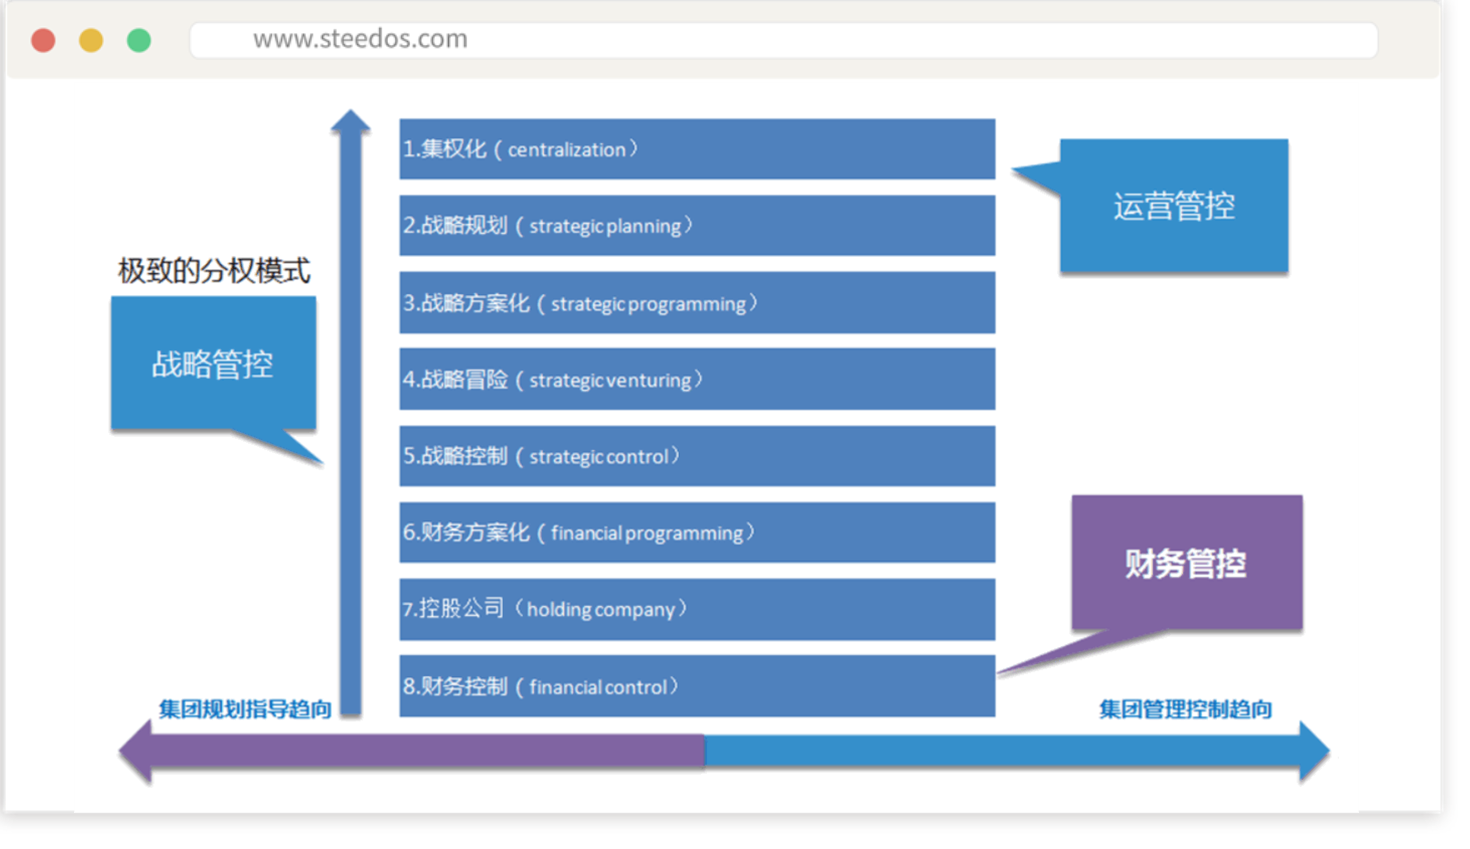 www.steedos.com
1.集权化（centralization）
2.战略规划（strategic planning）
运营管控
极致的分权模式
3.战略方案化（strategic programming）
战略管控
4.战略冒险（strategic venturing）
5.战略控制（strategic control）
6.财务方案化（financial programming）
财务管控
7.控股公司（holding company）
8.财务控制（financial control）
集团规划指导趋向
集团管理控制趋向